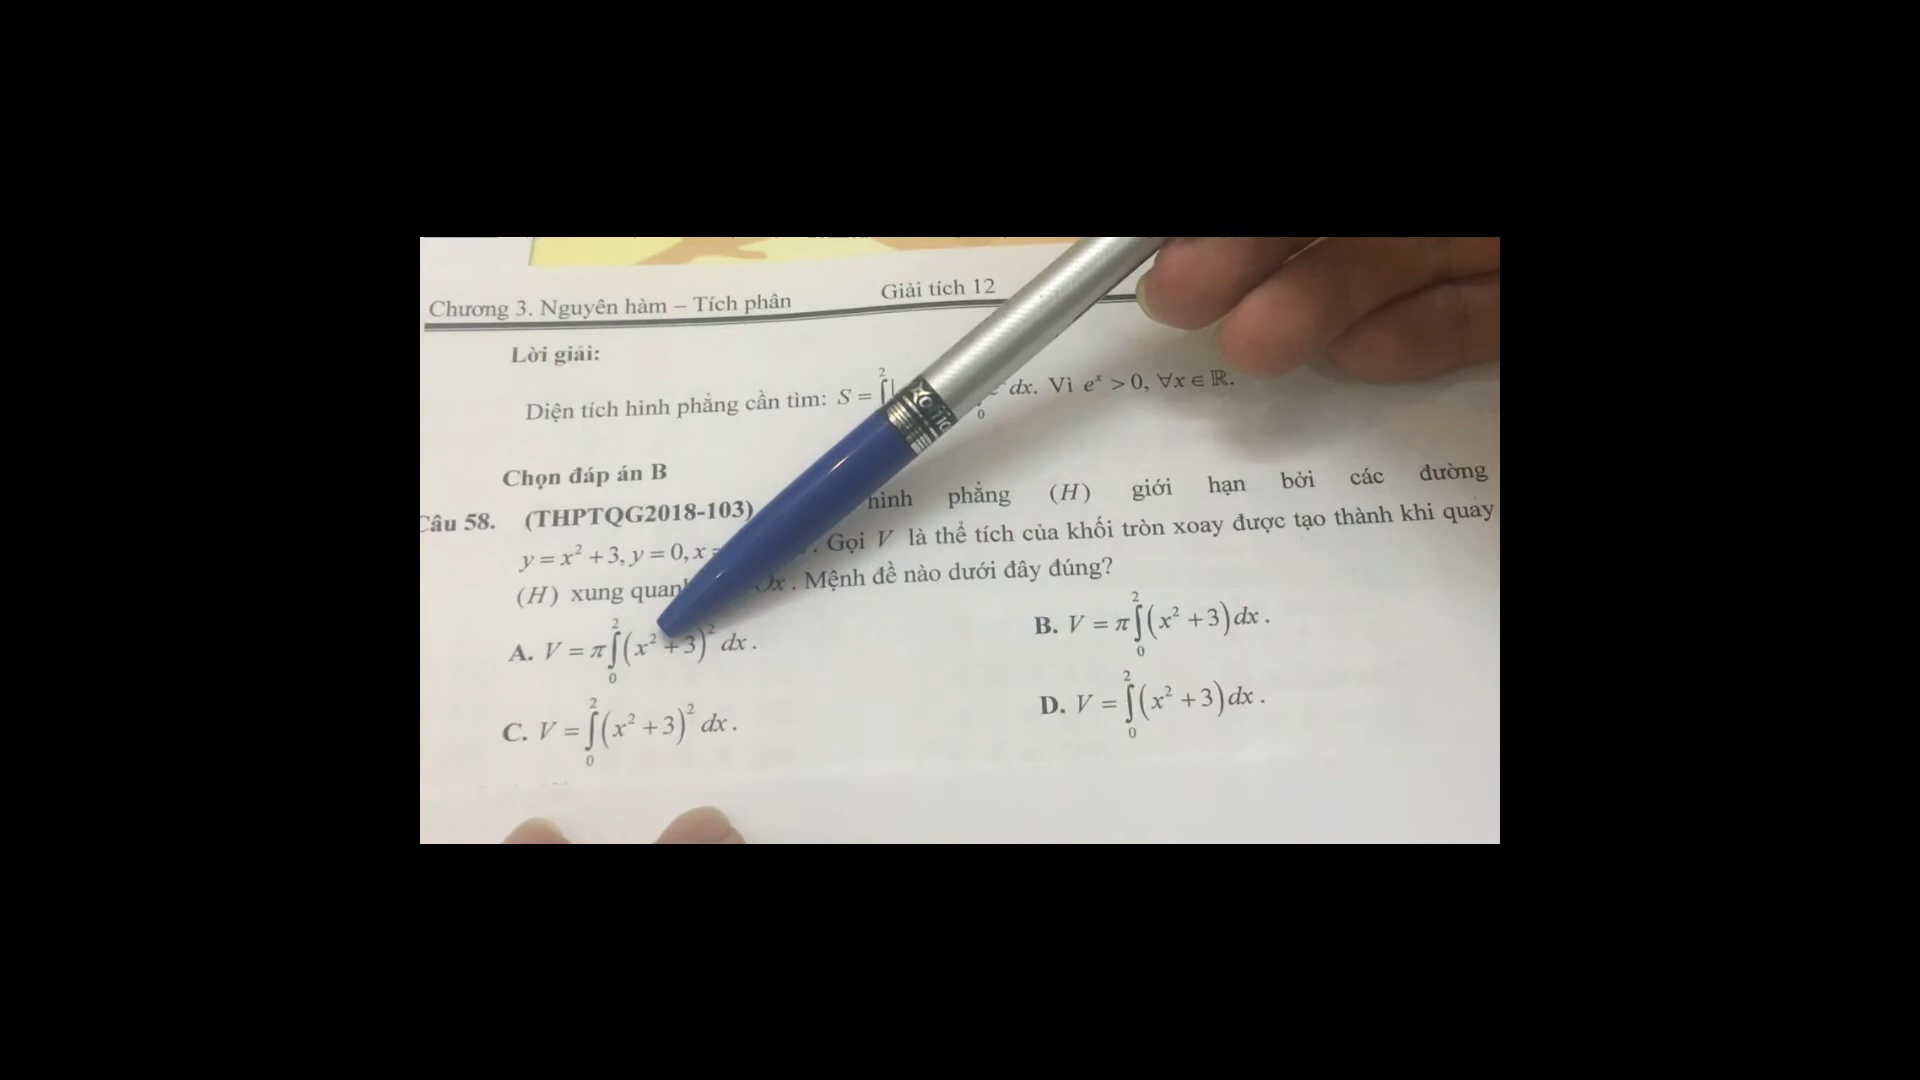 Chương 3. Nguyên hàm – Tích phân Giải tích 12
Lời giải:
Diện tích hình phẳng cần tìm: S = ∫ 2 | dx. Vì eˣ > 0, ∀x ∈ ℝ.
0
Chọn đáp án B
Câu 58. (THPTQG2018-103) hình phẳng (H) giới hạn bởi các đường
y = x² + 3, y = 0, x = . Gọi V là thể tích của khối tròn xoay được tạo thành khi quay
(H) xung quanh Ox. Mệnh đề nào dưới đây đúng?
A. V = π∫₀²(x² + 3)² dx. B. V = π∫₀²(x² + 3) dx.
C. V = ∫₀²(x² + 3)² dx. D. V = ∫₀²(x² + 3) dx.